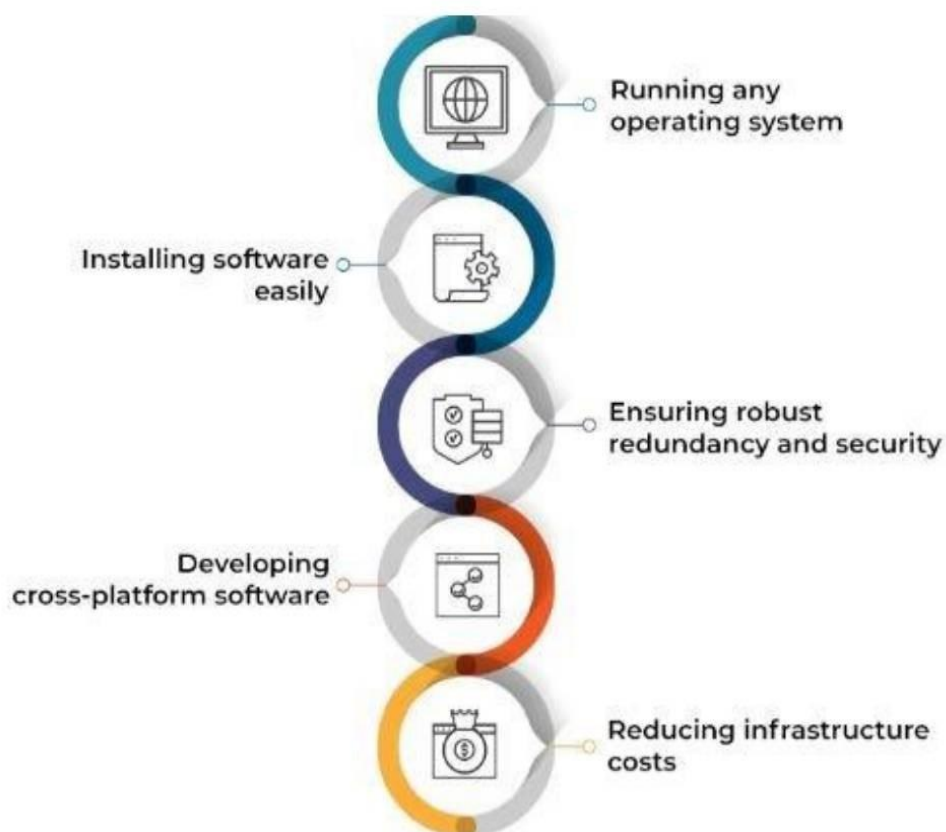 Running any
operating system
Installing software
easily
Ensuring robust
redundancy and security
Developing
cross-platform software
Reducing infrastructure
costs